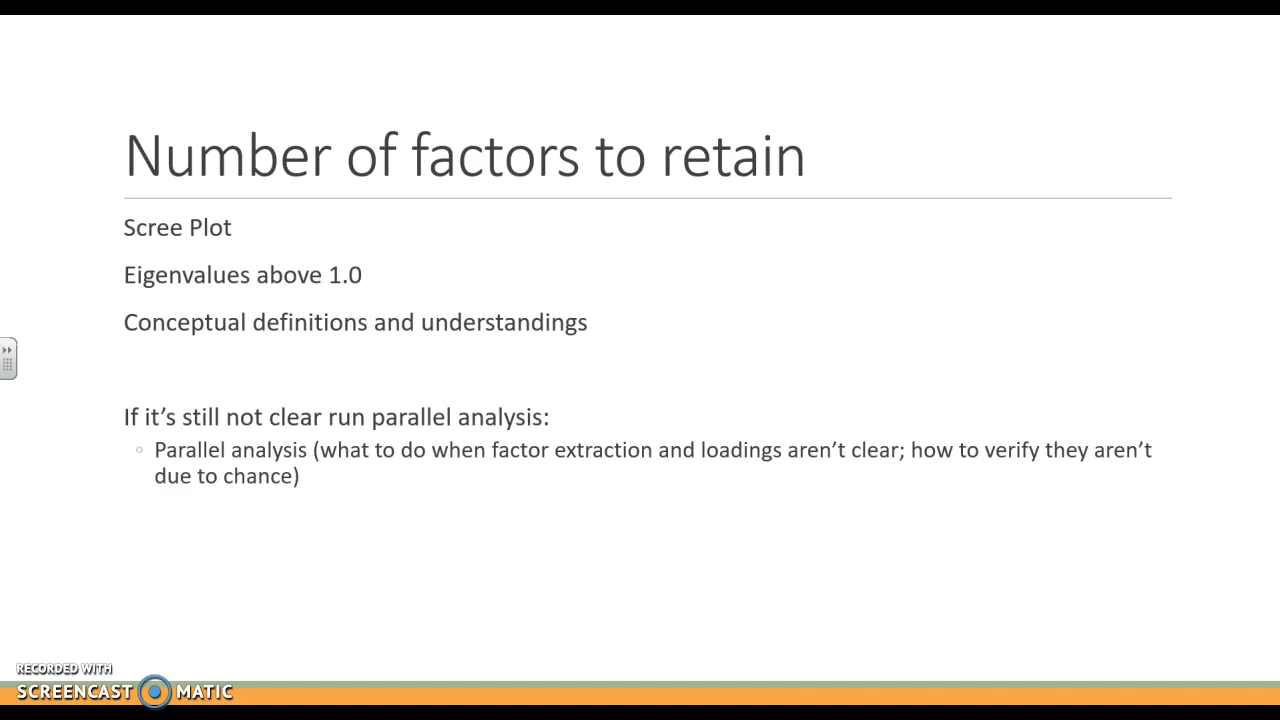 Number of factors to retain
Scree Plot
Eigenvalues above 1.0
Conceptual definitions and understandings
If it’s still not clear run parallel analysis:
◦ Parallel analysis (what to do when factor extraction and loadings aren’t clear; how to verify they aren’t
due to chance)
RECORDED WITH
SCREENCAST MATIC